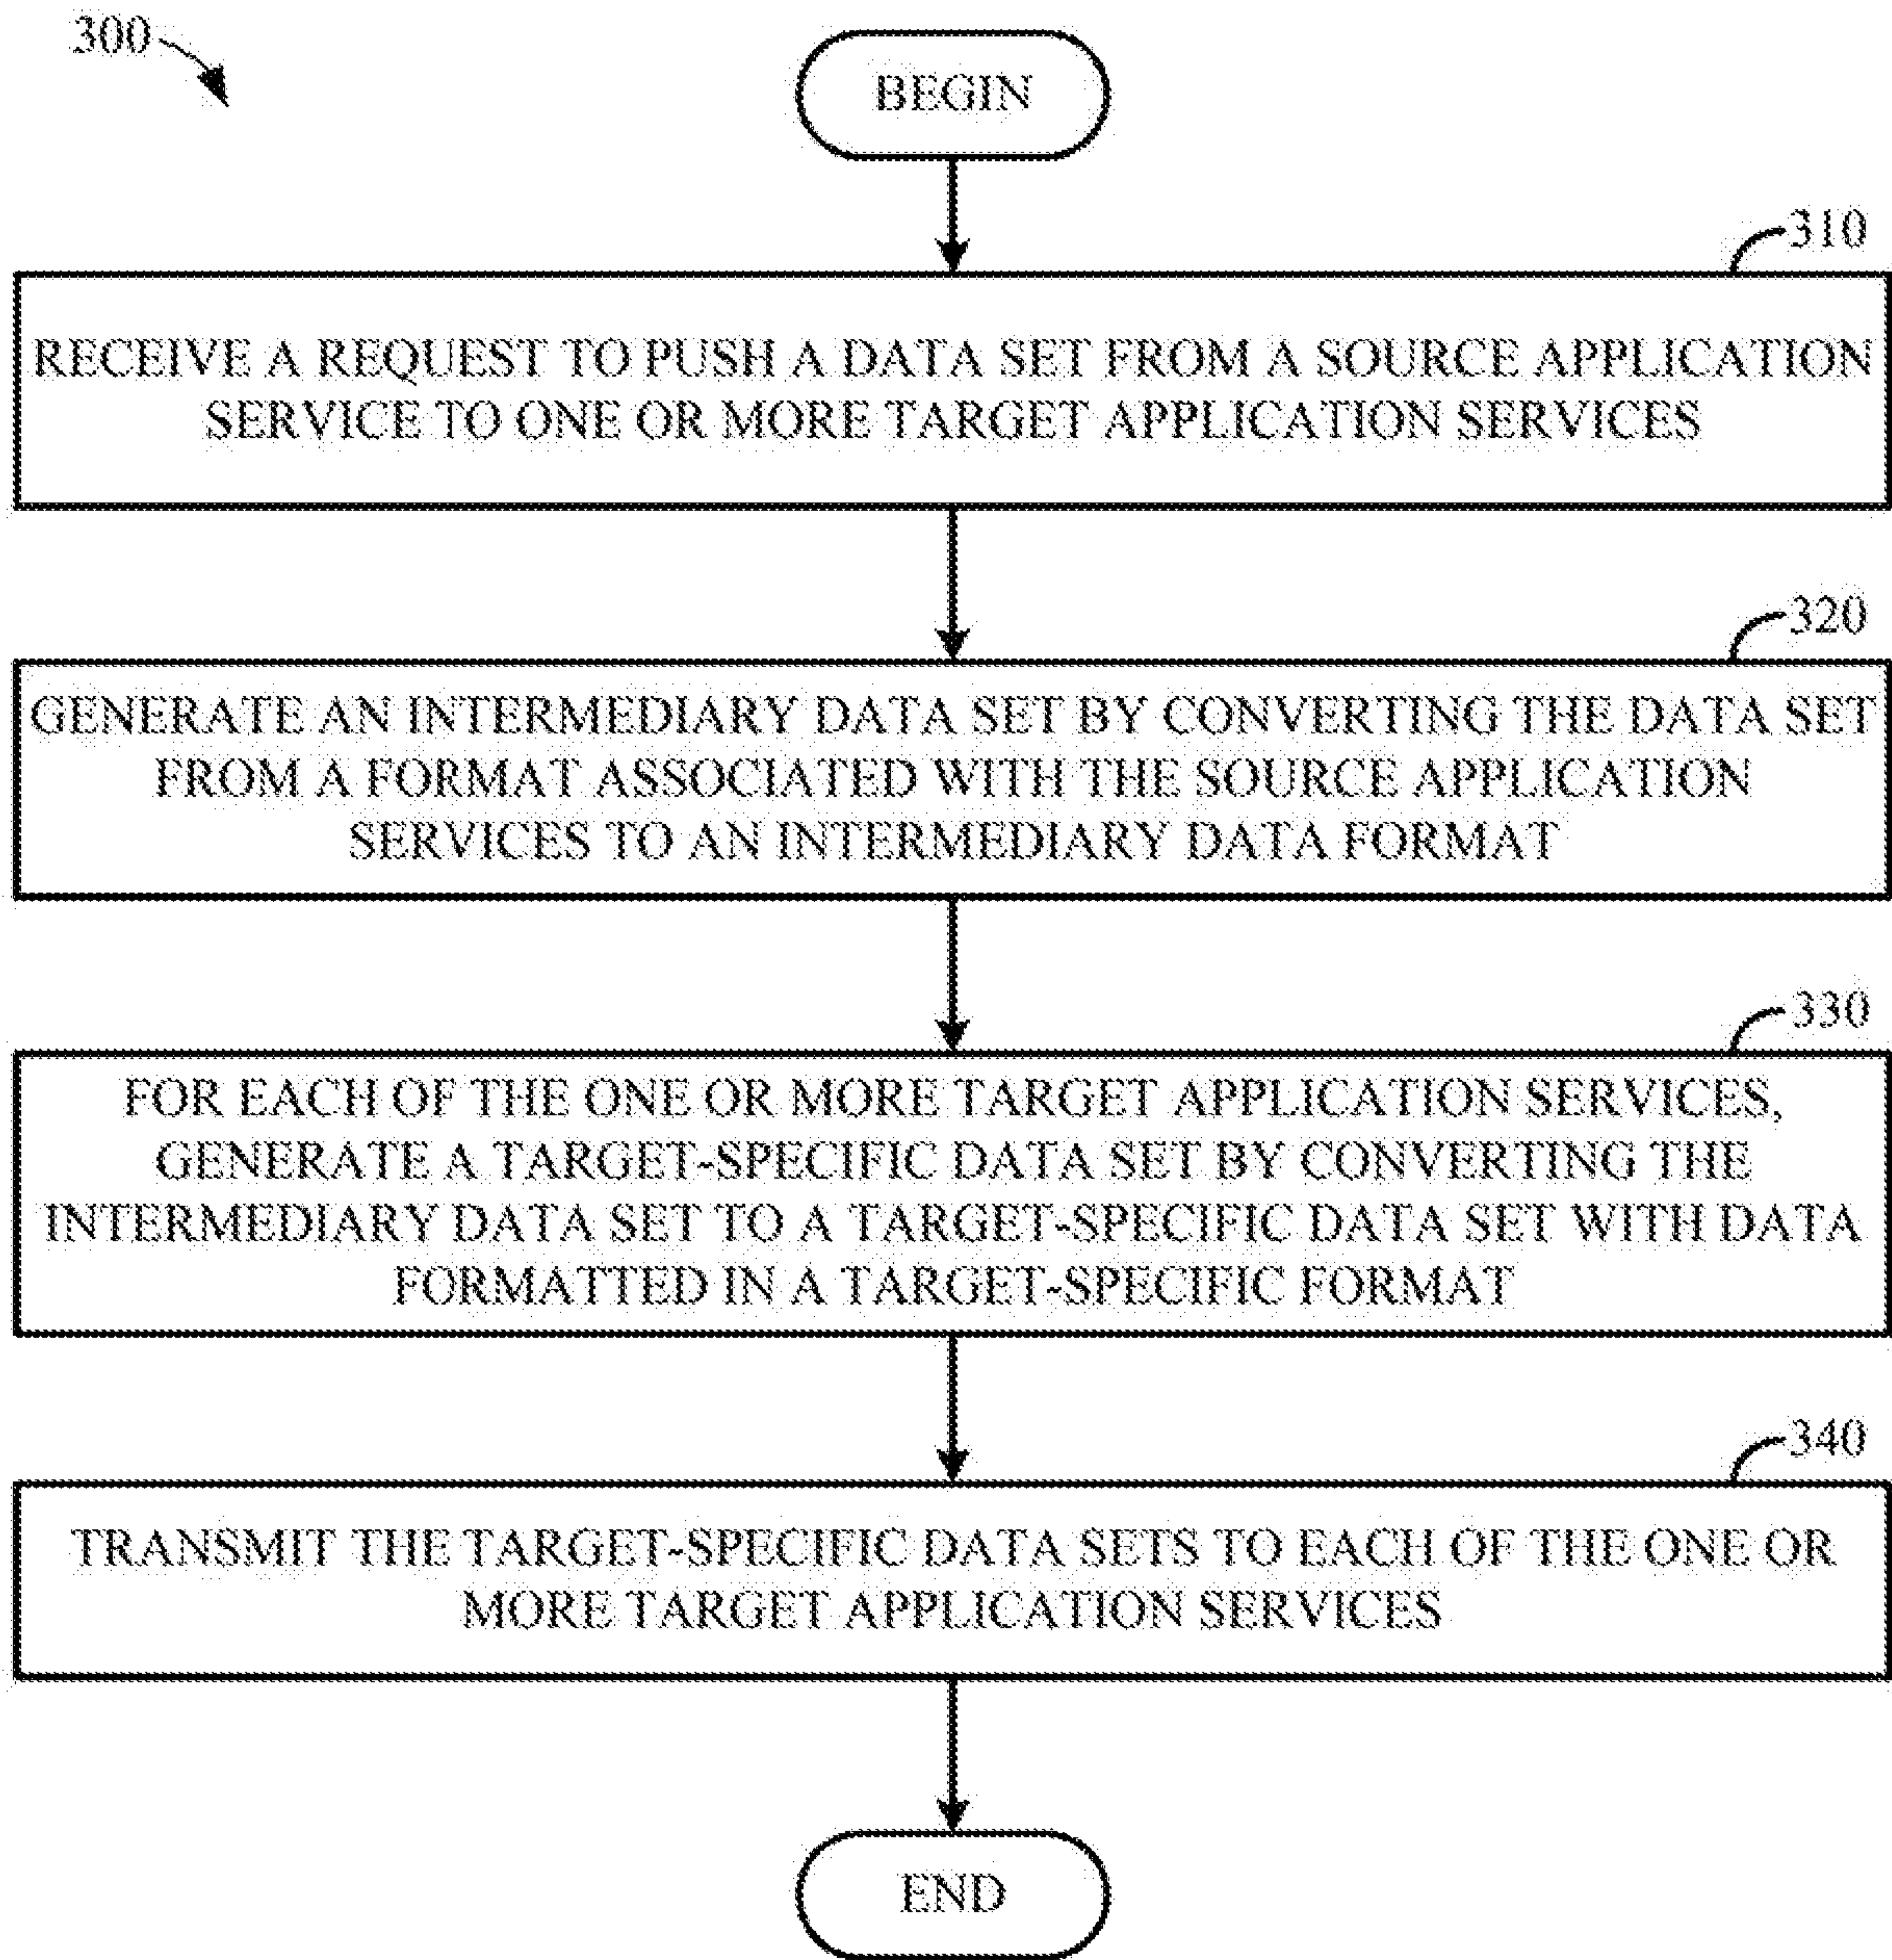 300
BEGIN
310
RECEIVE A REQUEST TO PUSH A DATA SET FROM A SOURCE APPLICATION
SERVICE TO ONE OR MORE TARGET APPLICATION SERVICES
320
GENERATE AN INTERMEDIARY DATA SET BY CONVERTING THE DATA SET
FROM A FORMAT ASSOCIATED WITH THE SOURCE APPLICATION
SERVICES TO AN INTERMEDIARY DATA FORMAT
330
FOR EACH OF THE ONE OR MORE TARGET APPLICATION SERVICES,
GENERATE A TARGET-SPECIFIC DATA SET BY CONVERTING THE
INTERMEDIARY DATA SET TO A TARGET-SPECIFIC DATA SET WITH DATA
FORMATTED IN A TARGET-SPECIFIC FORMAT
340
TRANSMIT THE TARGET-SPECIFIC DATA SETS TO EACH OF THE ONE OR
MORE TARGET APPLICATION SERVICES
END